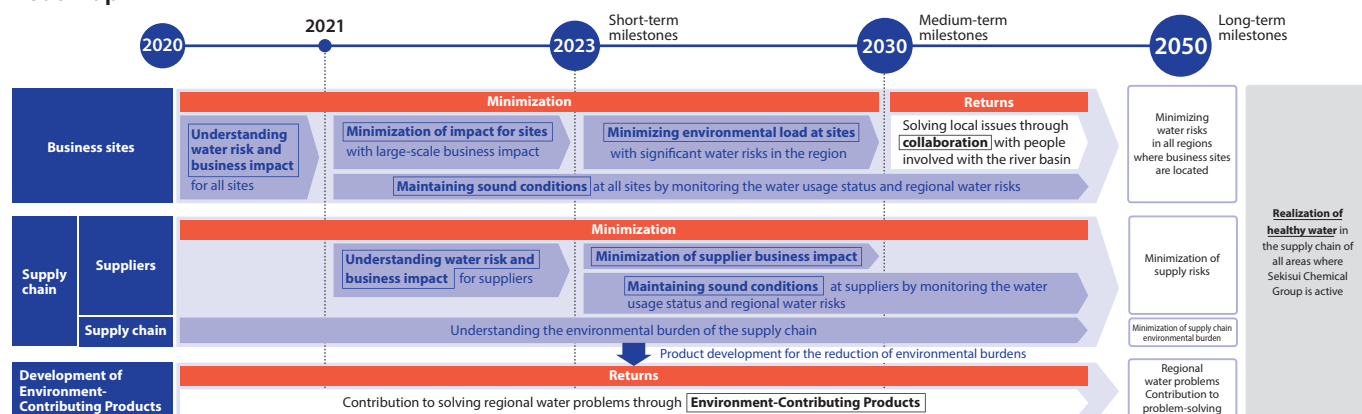 2020
2021
2023
Short-term
milestones
2030
Medium-term
milestones
2050
Long-term
milestones
Business sites
Minimization
Returns
Understanding
water risk and
business impact
for all sites
Minimization of impact for sites
with large-scale business impact
Minimizing environmental load at sites
with significant water risks in the region
Solving local issues through
collaboration with people
involved with the river basin
Maintaining sound conditions at all sites by monitoring the water usage status and regional water risks
Minimizing
water risks
in all regions
where business sites
are located
Supply
chain
Suppliers
Minimization
Understanding water risk and
business impact for suppliers
Minimization of supplier business impact
Maintaining sound conditions at suppliers by monitoring the water
usage status and regional water risks
Minimization of
supply risks
Supply chain
Understanding the environmental burden of the supply chain
Minimization of supply chain
environmental burden
Product development for the reduction of environmental burdens
Development of
Environment-
Contributing Products
Returns
Contribution to solving regional water problems through Environment-Contributing Products
Regional
water problems
Contribution to
problem-solving
Realization of
healthy water in
the supply chain of
all areas where
Sekisui Chemical
Group is active